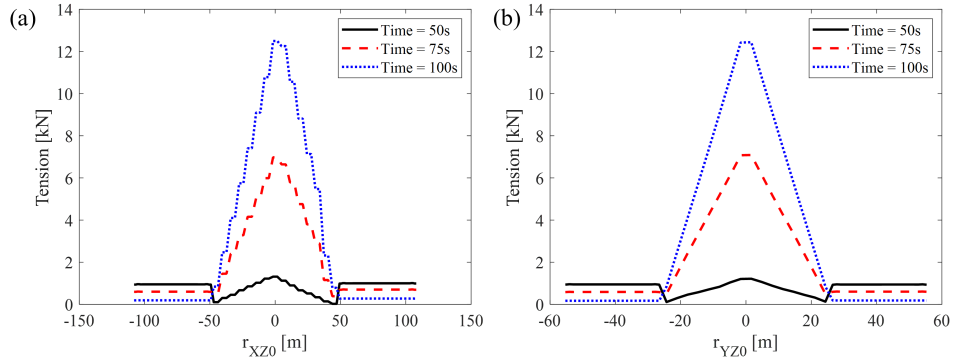 (a)
Tension [kN]
14
12
10
8
6
4
2
0
-150
-100
-50
0
50
100
150
r_XZ0 [m]
Time = 50s
Time = 75s
Time = 100s
(b)
Tension [kN]
14
12
10
8
6
4
2
0
-60
-40
-20
0
20
40
60
r_YZ0 [m]
Time = 50s
Time = 75s
Time = 100s